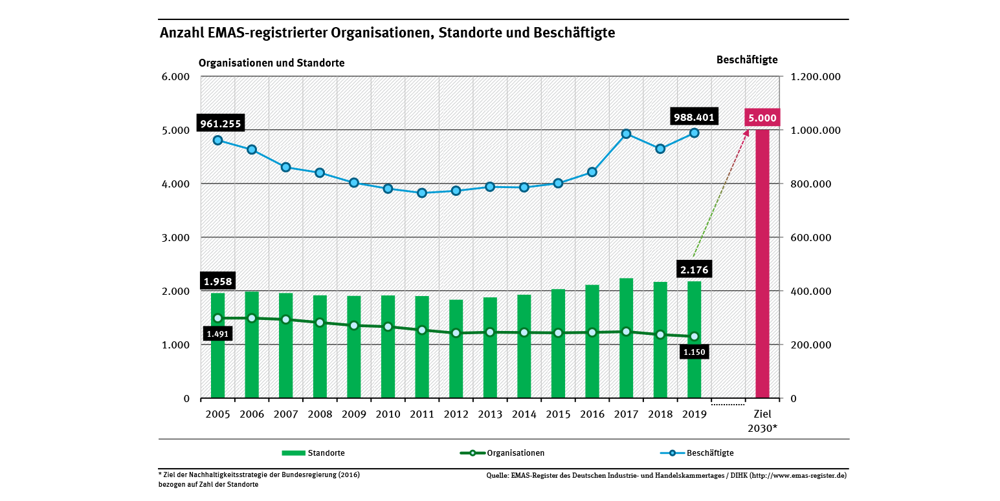 Anzahl EMAS-registrierter Organisationen, Standorte und Beschäftigte
Organisationen und Standorte
Beschäftigte
6.000
1.200.000
961.255
988.401
5.000
5.000
1.000.000
4.000
800.000
3.000
600.000
2.176
1.958
2.000
400.000
1.491
1.150
1.000
200.000
0
0
2005 2006 2007 2008 2009 2010 2011 2012 2013 2014 2015 2016 2017 2018 2019 Ziel
2030*
Standorte Organisationen Beschäftigte
* Ziel der Nachhaltigkeitsstrategie der Bundesregierung (2016)
bezogen auf Zahl der Standorte
Quelle: EMAS-Register des Deutschen Industrie- und Handelskammertages / DIHK (http://www.emas-register.de)